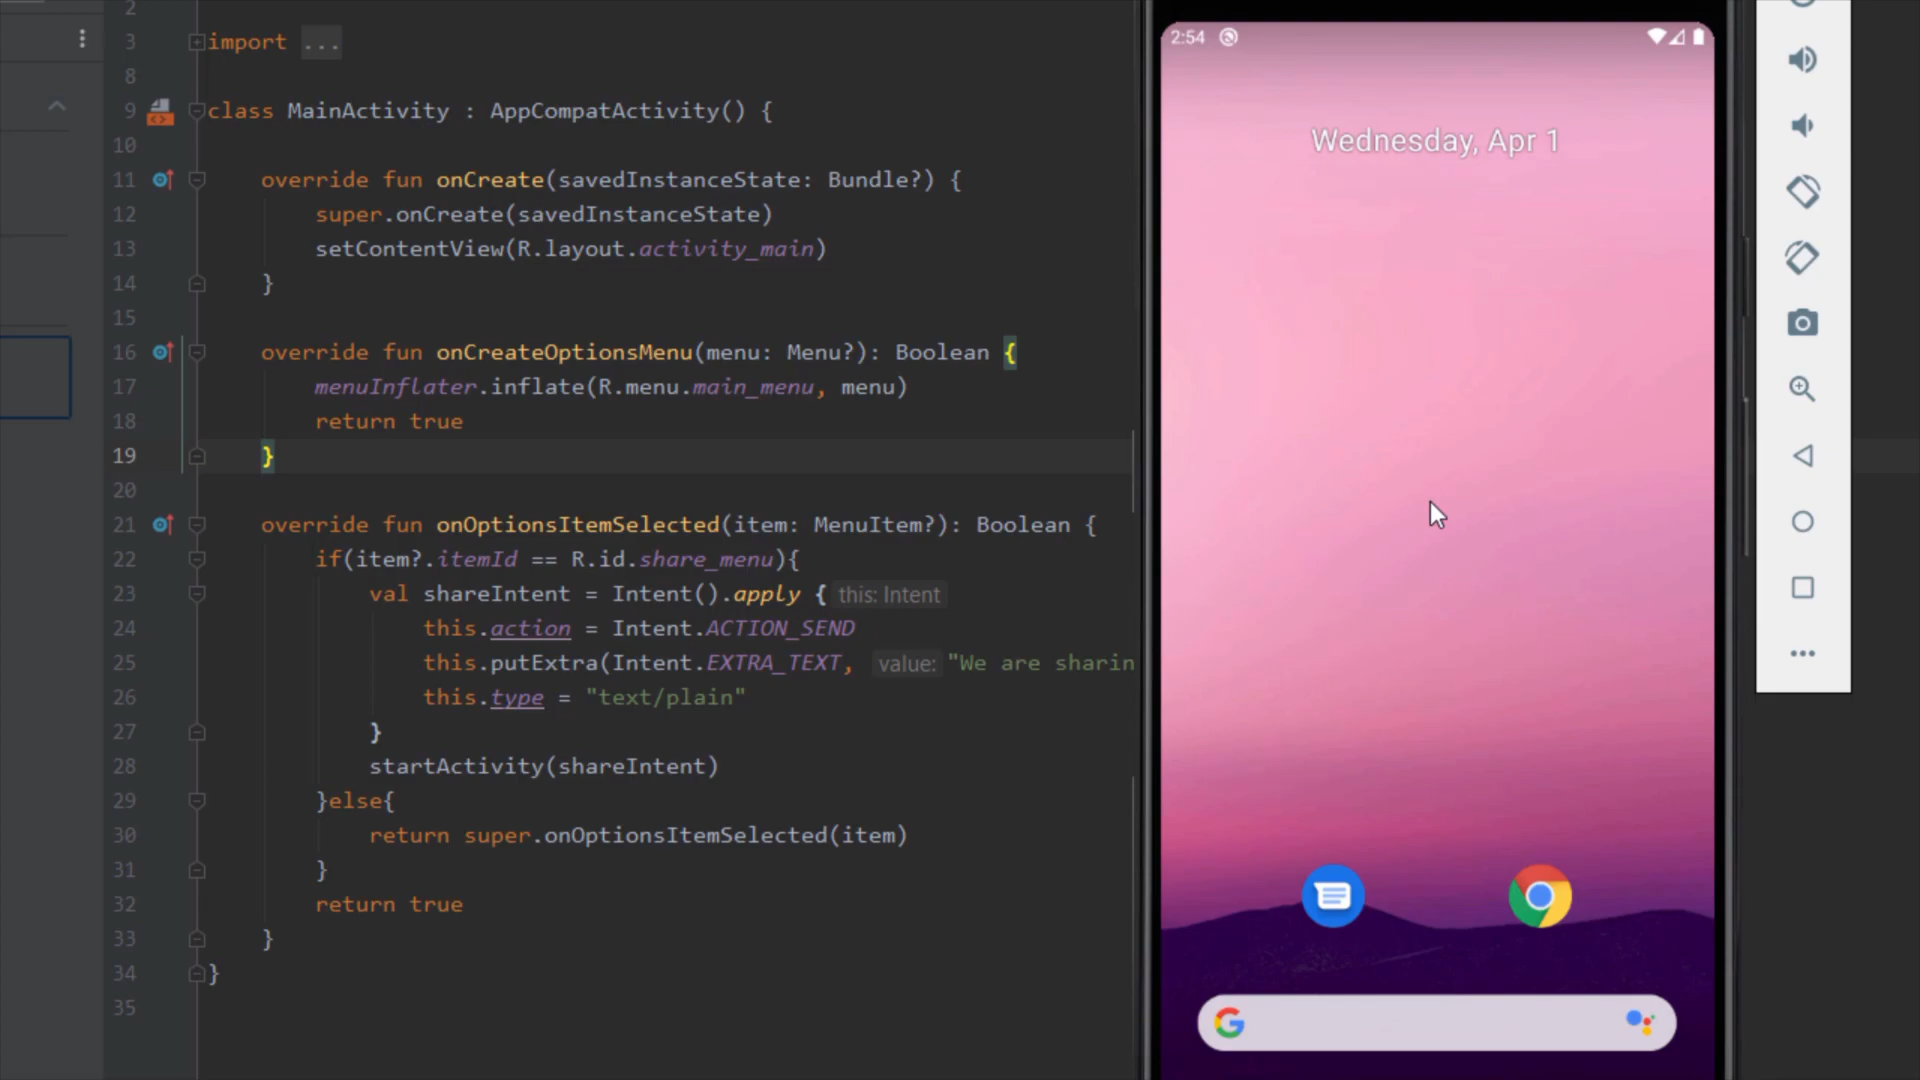 2
3 import ...
8
9 class MainActivity : AppCompatActivity() {
10
11 override fun onCreate(savedInstanceState: Bundle?) {
12 super.onCreate(savedInstanceState)
13 setContentView(R.layout.activity_main)
14 }
15
16 override fun onCreateOptionsMenu(menu: Menu?): Boolean {
17 menuInflater.inflate(R.menu.main_menu, menu)
18 return true
19 }
20
21 override fun onOptionsItemSelected(item: MenuItem?): Boolean {
22 if(item?.itemId == R.id.share_menu){
23 val shareIntent = Intent().apply { this: Intent
24 this.action = Intent.ACTION_SEND
25 this.putExtra(Intent.EXTRA_TEXT, value: "We are sharin
26 this.type = "text/plain"
27 }
28 startActivity(shareIntent)
29 }else{
30 return super.onOptionsItemSelected(item)
31 }
32 return true
33 }
34 }
35
2:54
Wednesday, Apr 1